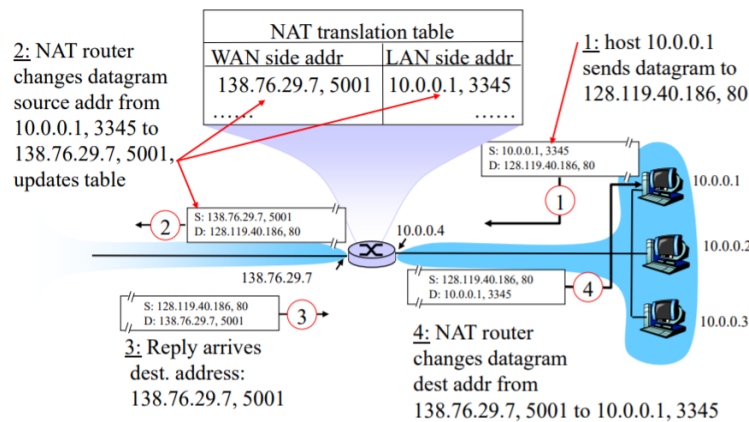 NAT translation table
WAN side addr LAN side addr
138.76.29.7, 5001 10.0.0.1, 3345
...... ......
2: NAT router
changes datagram
source addr from
10.0.0.1, 3345 to
138.76.29.7, 5001,
updates table
1: host 10.0.0.1
sends datagram to
128.119.40.186, 80
S: 10.0.0.1, 3345
D: 128.119.40.186, 80
1
10.0.0.1
S: 138.76.29.7, 5001
D: 128.119.40.186, 80
2
10.0.0.4
10.0.0.2
138.76.29.7
S: 128.119.40.186, 80
D: 10.0.0.1, 3345
4
S: 128.119.40.186, 80
D: 138.76.29.7, 5001
3
10.0.0.3
3: Reply arrives
dest. address:
138.76.29.7, 5001
4: NAT router
changes datagram
dest addr from
138.76.29.7, 5001 to 10.0.0.1, 3345